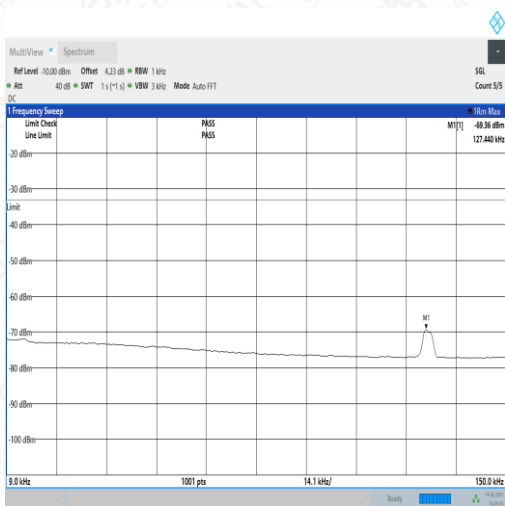 MultiView Spectrum
Ref Level -10.00 dBm Offset 4.23 dB RBW 1 kHz SGL
Att 40 dB SWT 1 s (~1 s) VBW 3 kHz Mode Auto FFT Count 5/5
DC
1 Frequency Sweep 1Rm Max
Limit Check PASS M1[1] -69.36 dBm
Line Limit PASS 127.440 kHz
-20 dBm
-30 dBm
Limit
-40 dBm
-50 dBm
-60 dBm
M1
-70 dBm
-80 dBm
-90 dBm
-100 dBm
9.0 kHz 1001 pts 14.1 kHz/ 150.0 kHz
Ready